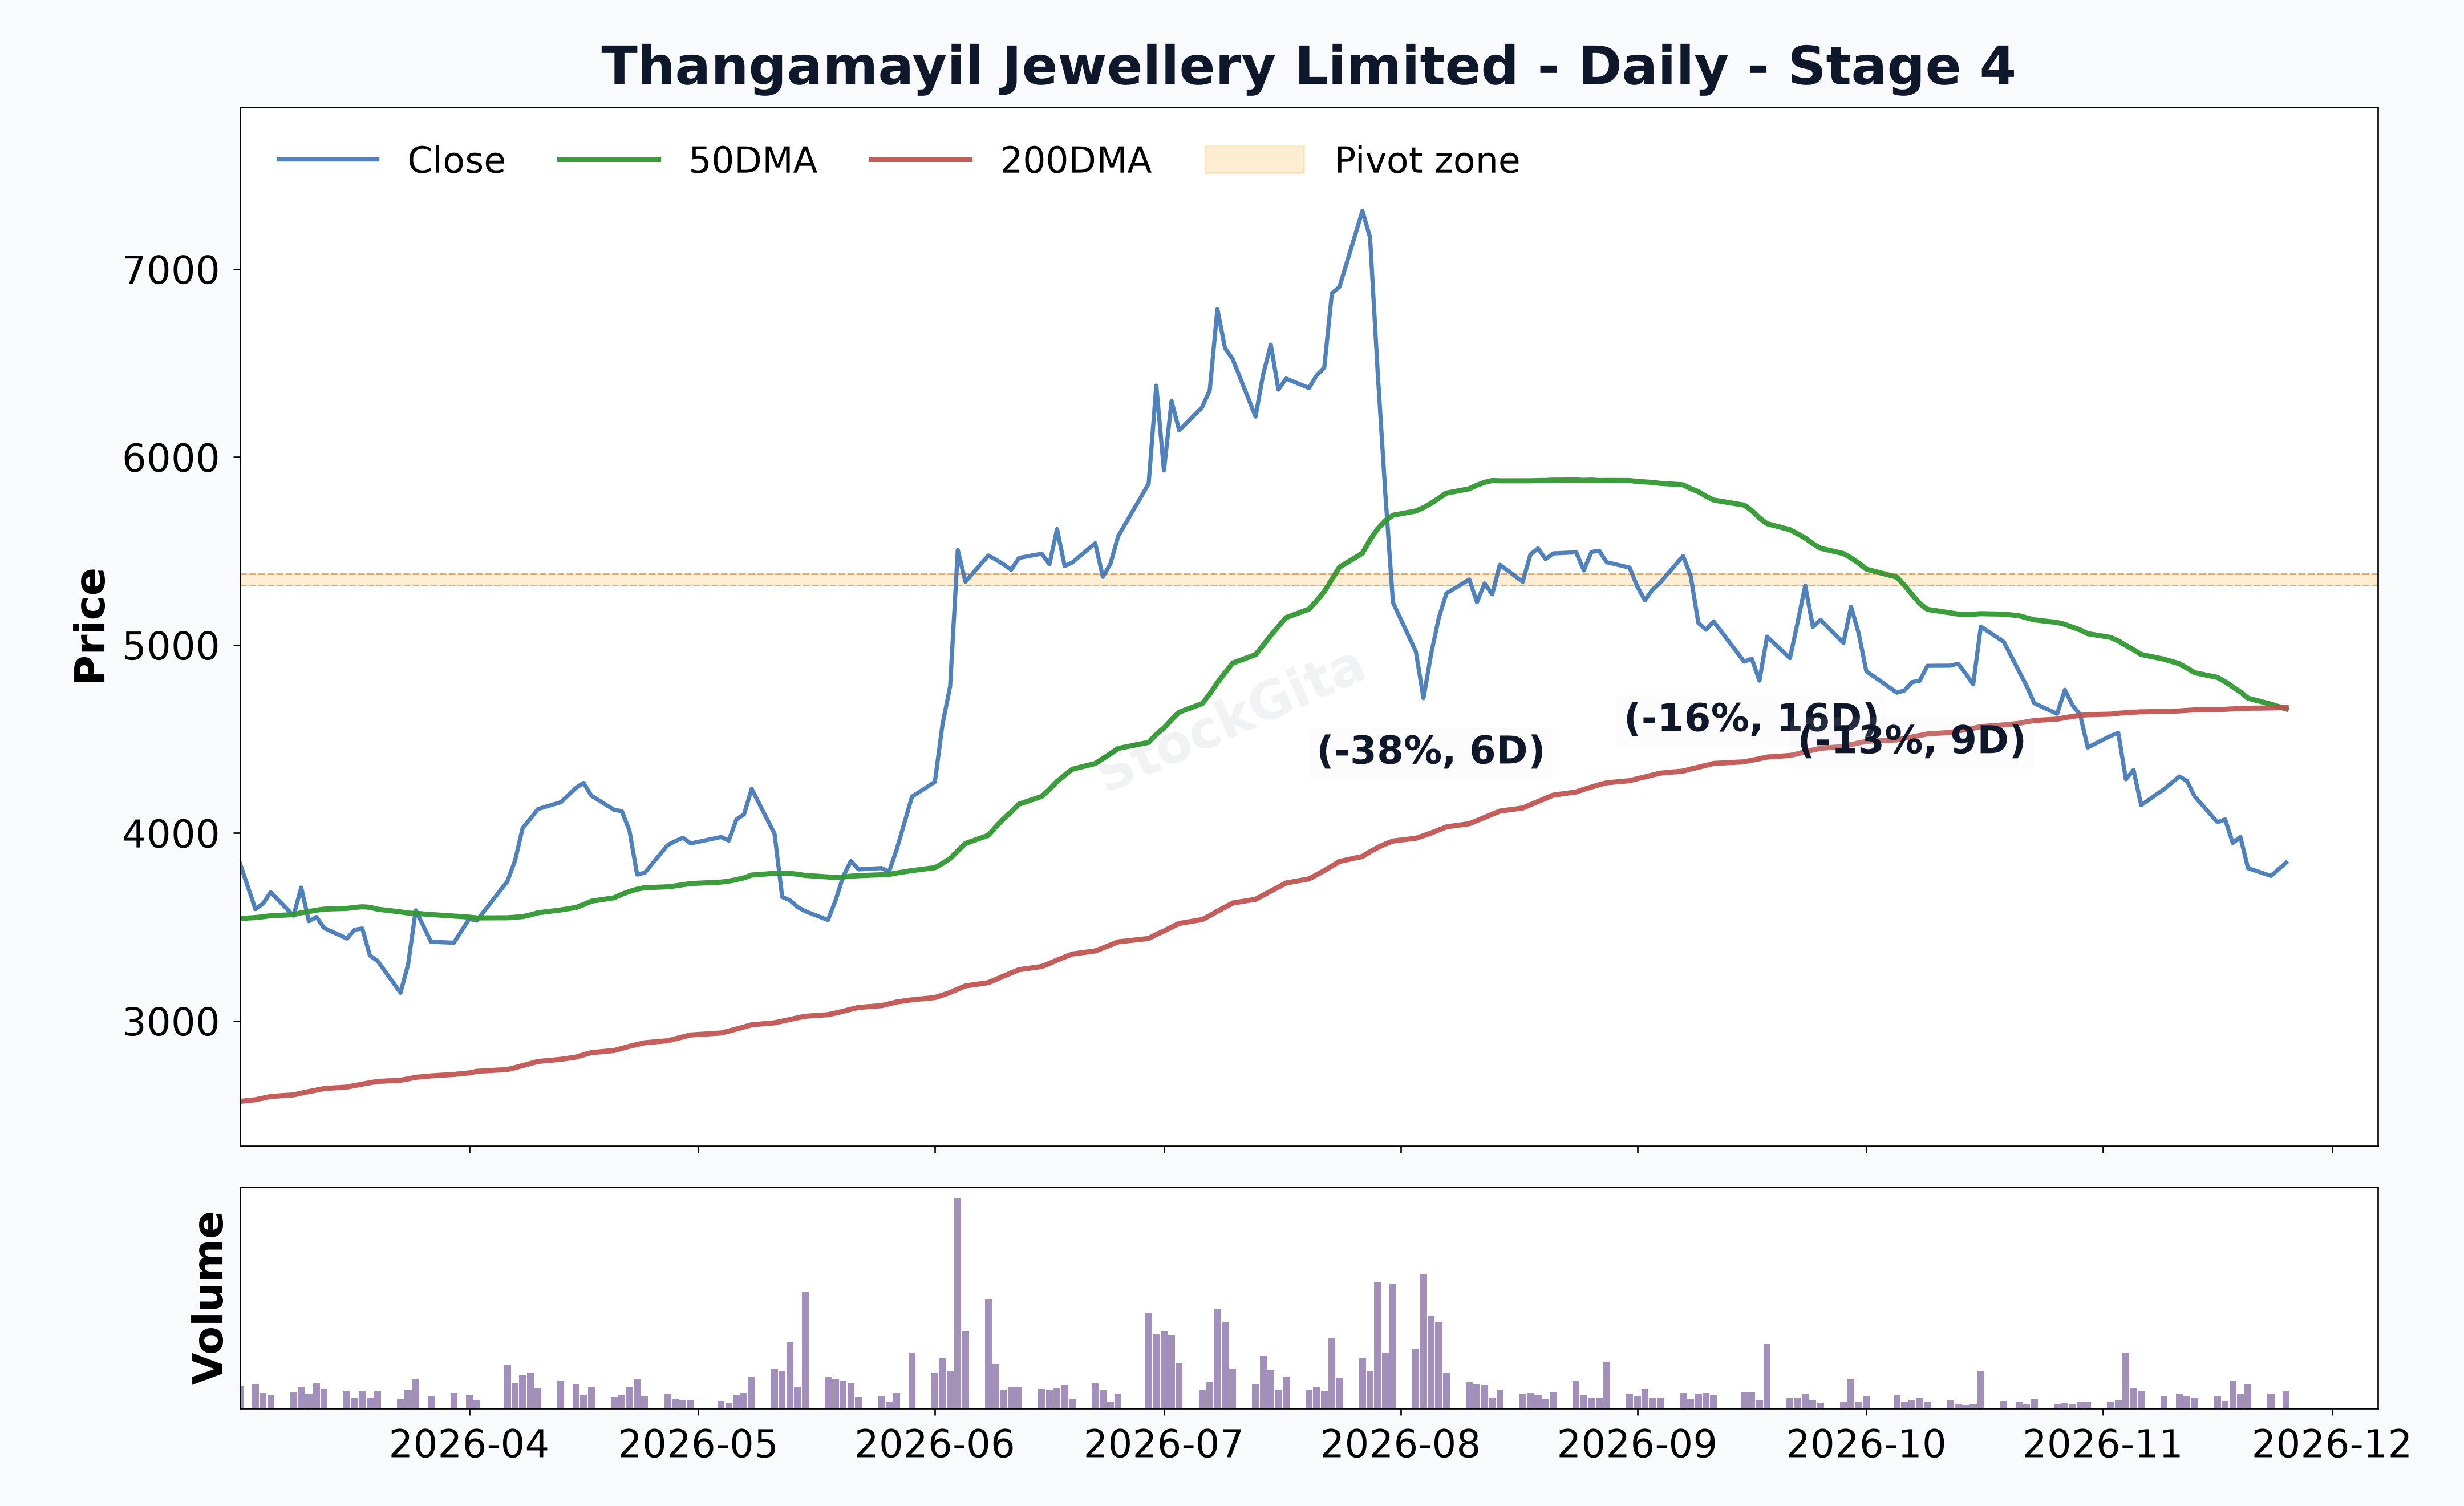 Thangamayil Jewellery Limited - Daily - Stage 4
Close 50DMA 200DMA Pivot zone
Price
7000
6000
5000
4000
3000
StockGita
(-38%, 6D)
(-16%, 16D)
(-13%, 9D)
Volume
2026-04 2026-05 2026-06 2026-07 2026-08 2026-09 2026-10 2026-11 2026-12